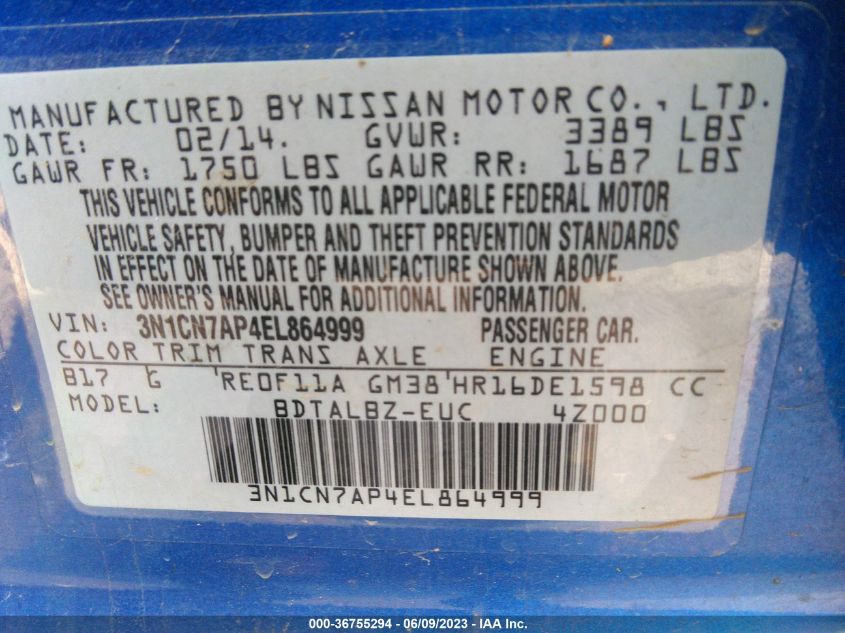 MANUFACTURED BY NISSAN MOTOR CO., LTD.
DATE: 02/14. GVWR: 3389 LBS
GAWR FR: 1750 LBS GAWR RR: 1687 LBS
THIS VEHICLE CONFORMS TO ALL APPLICABLE FEDERAL MOTOR
VEHICLE SAFETY, BUMPER AND THEFT PREVENTION STANDARDS
IN EFFECT ON THE DATE OF MANUFACTURE SHOWN ABOVE.
SEE OWNER'S MANUAL FOR ADDITIONAL INFORMATION.
VIN: 3N1CN7AP4EL864999 PASSENGER CAR.
COLOR TRIM TRANS AXLE ENGINE
B17 G RE0F11A GM38 HR16DE1598 CC
MODEL: BDTALBZ-EUC 4Z000
3N1CN7AP4EL864999
000-36755294 - 06/09/2023 - IAA Inc.